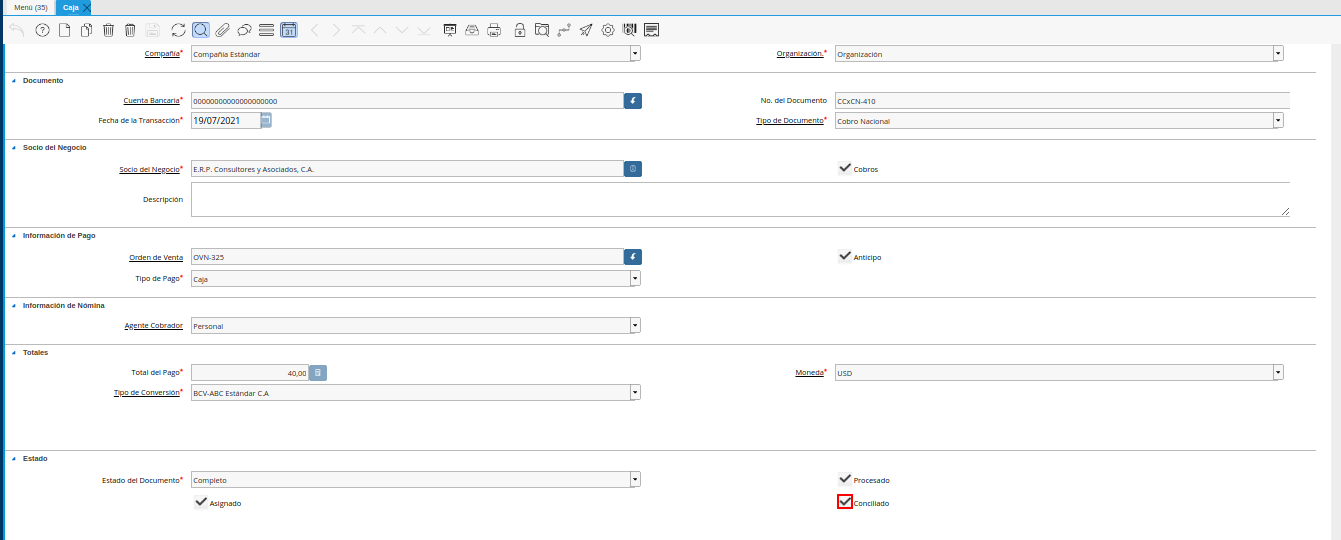 Menú (35) Caja
31
Compañía* Compañía Estándar Organización.* Organización
Documento
Cuenta Bancaria* 00000000000000000000 No. del Documento CCxCN-410
Fecha de la Transacción* 19/07/2021 Tipo de Documento* Cobro Nacional
Socio del Negocio
Socio del Negocio* E.R.P. Consultores y Asociados, C.A. Cobros
Descripción
Información de Pago
Orden de Venta OVN-325 Anticipo
Tipo de Pago* Caja
Información de Nómina
Agente Cobrador Personal
Totales
Total del Pago* 40,00 Moneda* USD
Tipo de Conversión* BCV-ABC Estándar C.A
Estado
Estado del Documento* Completo Procesado
Asignado Conciliado